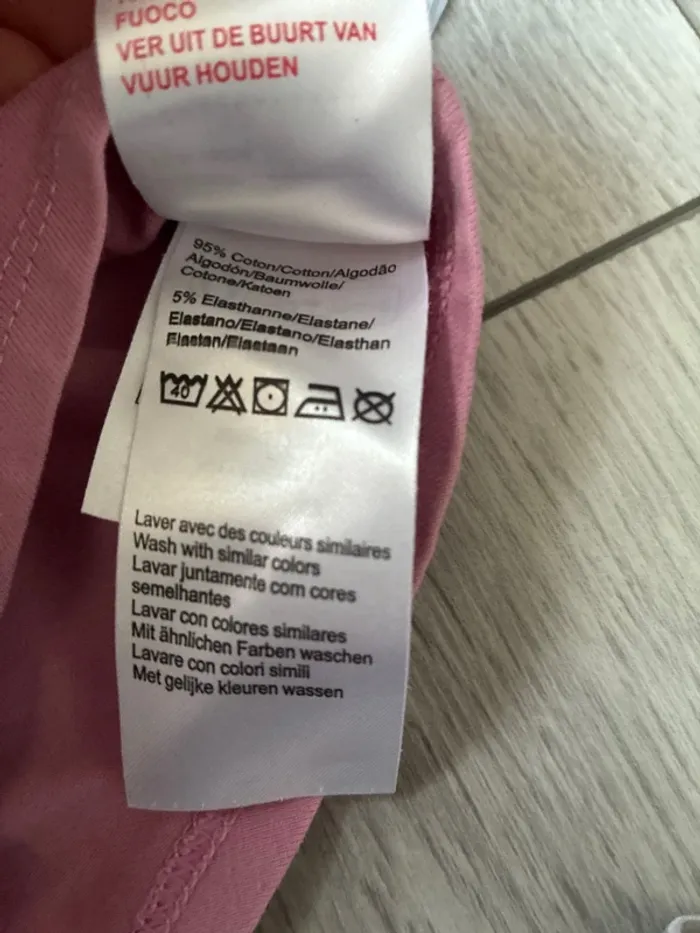 FUOCO
VER UIT DE BUURT VAN
VUUR HOUDEN
95% Coton/Cotton/Algodão
Algodón/Baumwolle/
Cotone/Katoen
5% Elasthanne/Elastane/
Elastano/Elastano/Elasthan
Elastan/Elastaan
40
Laver avec des couleurs similaires
Wash with similar colors
Lavar juntamente com cores
semelhantes
Lavar con colores similares
Mit ähnlichen Farben waschen
Lavare con colori simili
Met gelijke kleuren wassen